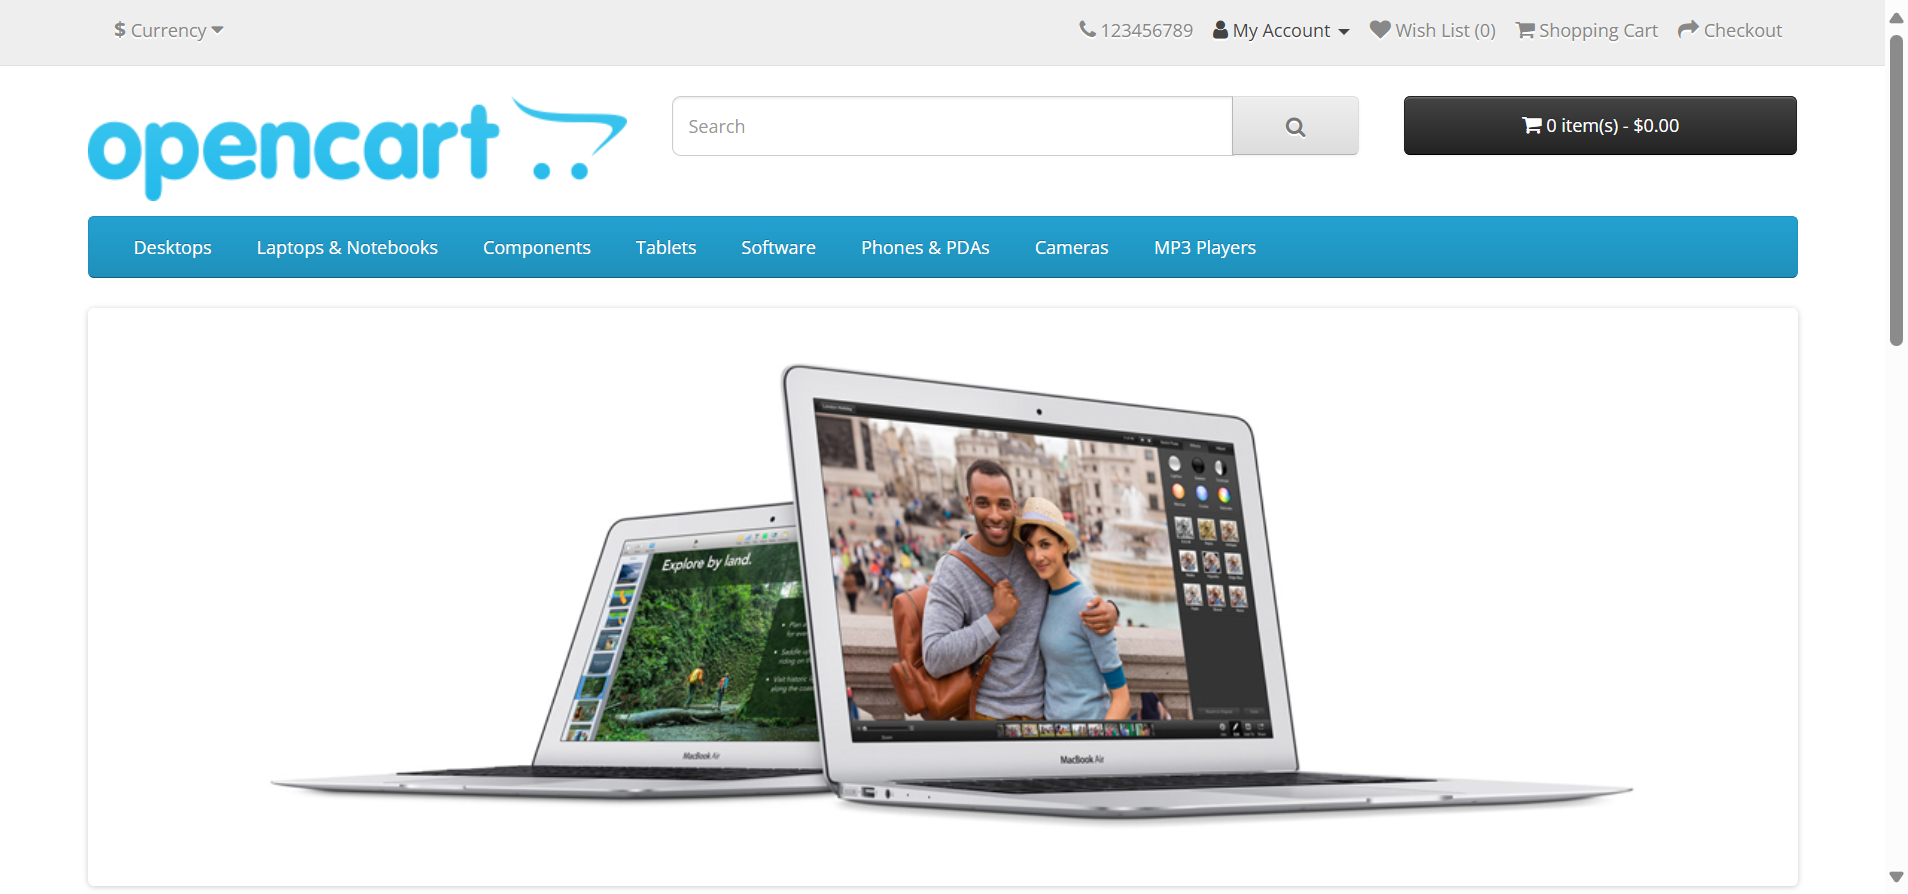 $ Currency
123456789 My Account Wish List (0) Shopping Cart Checkout
opencart
Search
0 item(s) - $0.00
Desktops Laptops & Notebooks Components Tablets Software Phones & PDAs Cameras MP3 Players
Explore by land.
MacBook Air
MacBook Air